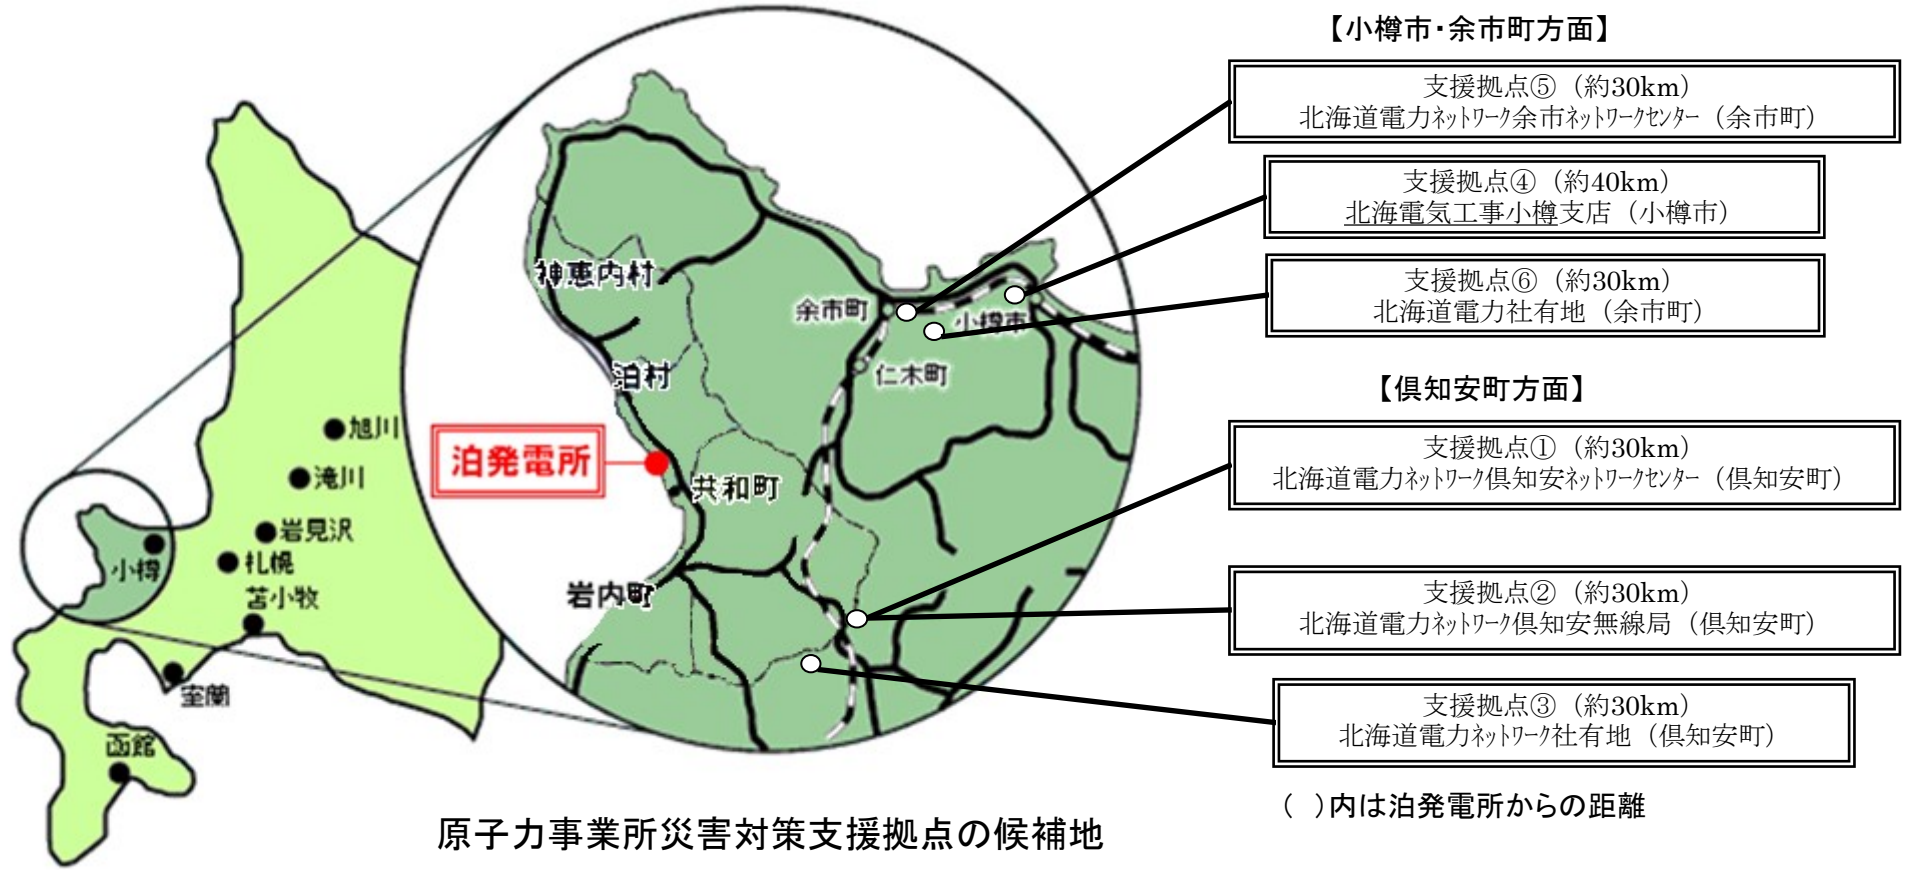 【小樽市・余市町方面】
支援拠点⑤（約30km）
北海道電力ﾈｯﾄﾜｰｸ余市ﾈｯﾄﾜｰｸｾﾝﾀｰ（余市町）
支援拠点④（約40km）
北海電気工事小樽支店（小樽市）
支援拠点⑥（約30km）
北海道電力社有地（余市町）
【倶知安町方面】
支援拠点①（約30km）
北海道電力ﾈｯﾄﾜｰｸ倶知安ﾈｯﾄﾜｰｸｾﾝﾀｰ（倶知安町）
支援拠点②（約30km）
北海道電力ﾈｯﾄﾜｰｸ倶知安無線局（倶知安町）
支援拠点③（約30km）
北海道電力ﾈｯﾄﾜｰｸ社有地（倶知安町）
（　）内は泊発電所からの距離
神恵内村
余市町
小樽市
仁木町
泊村
泊発電所
共和町
岩内町
旭川
滝川
岩見沢
札幌
小樽
苫小牧
室蘭
函館
原子力事業所災害対策支援拠点の候補地